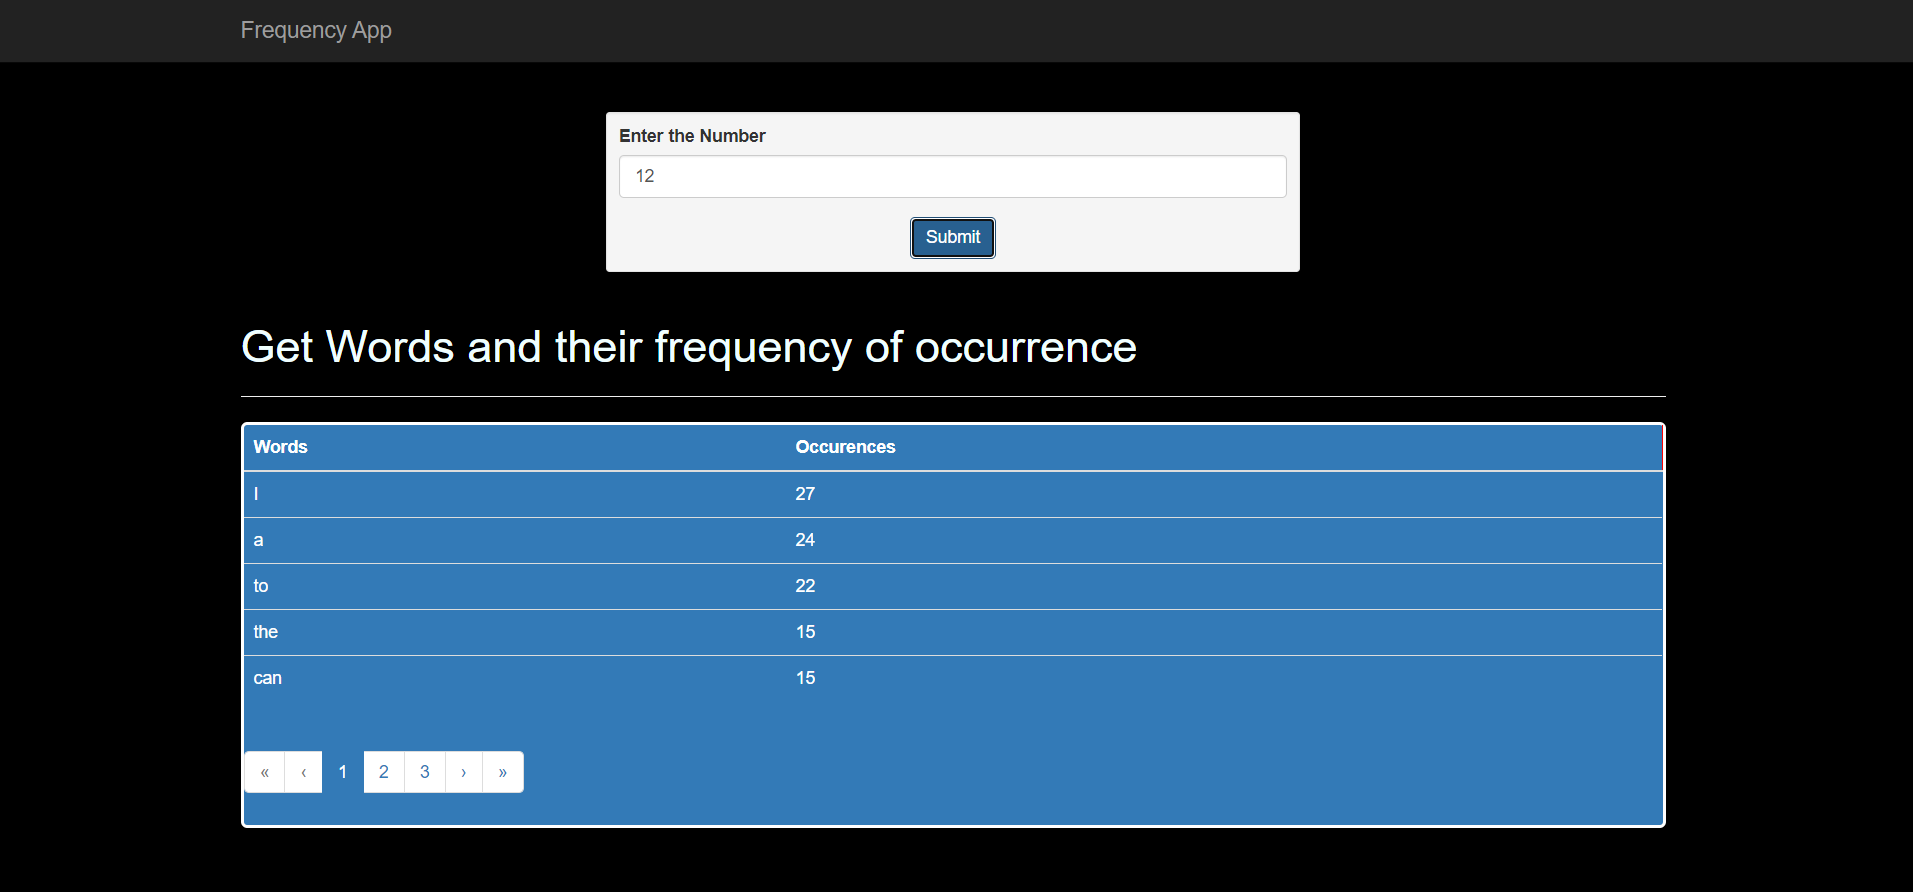 Frequency App
Enter the Number
12
Submit
Get Words and their frequency of occurrence
Words Occurences
I 27
a 24
to 22
the 15
can 15
« ‹ 1 2 3 › »